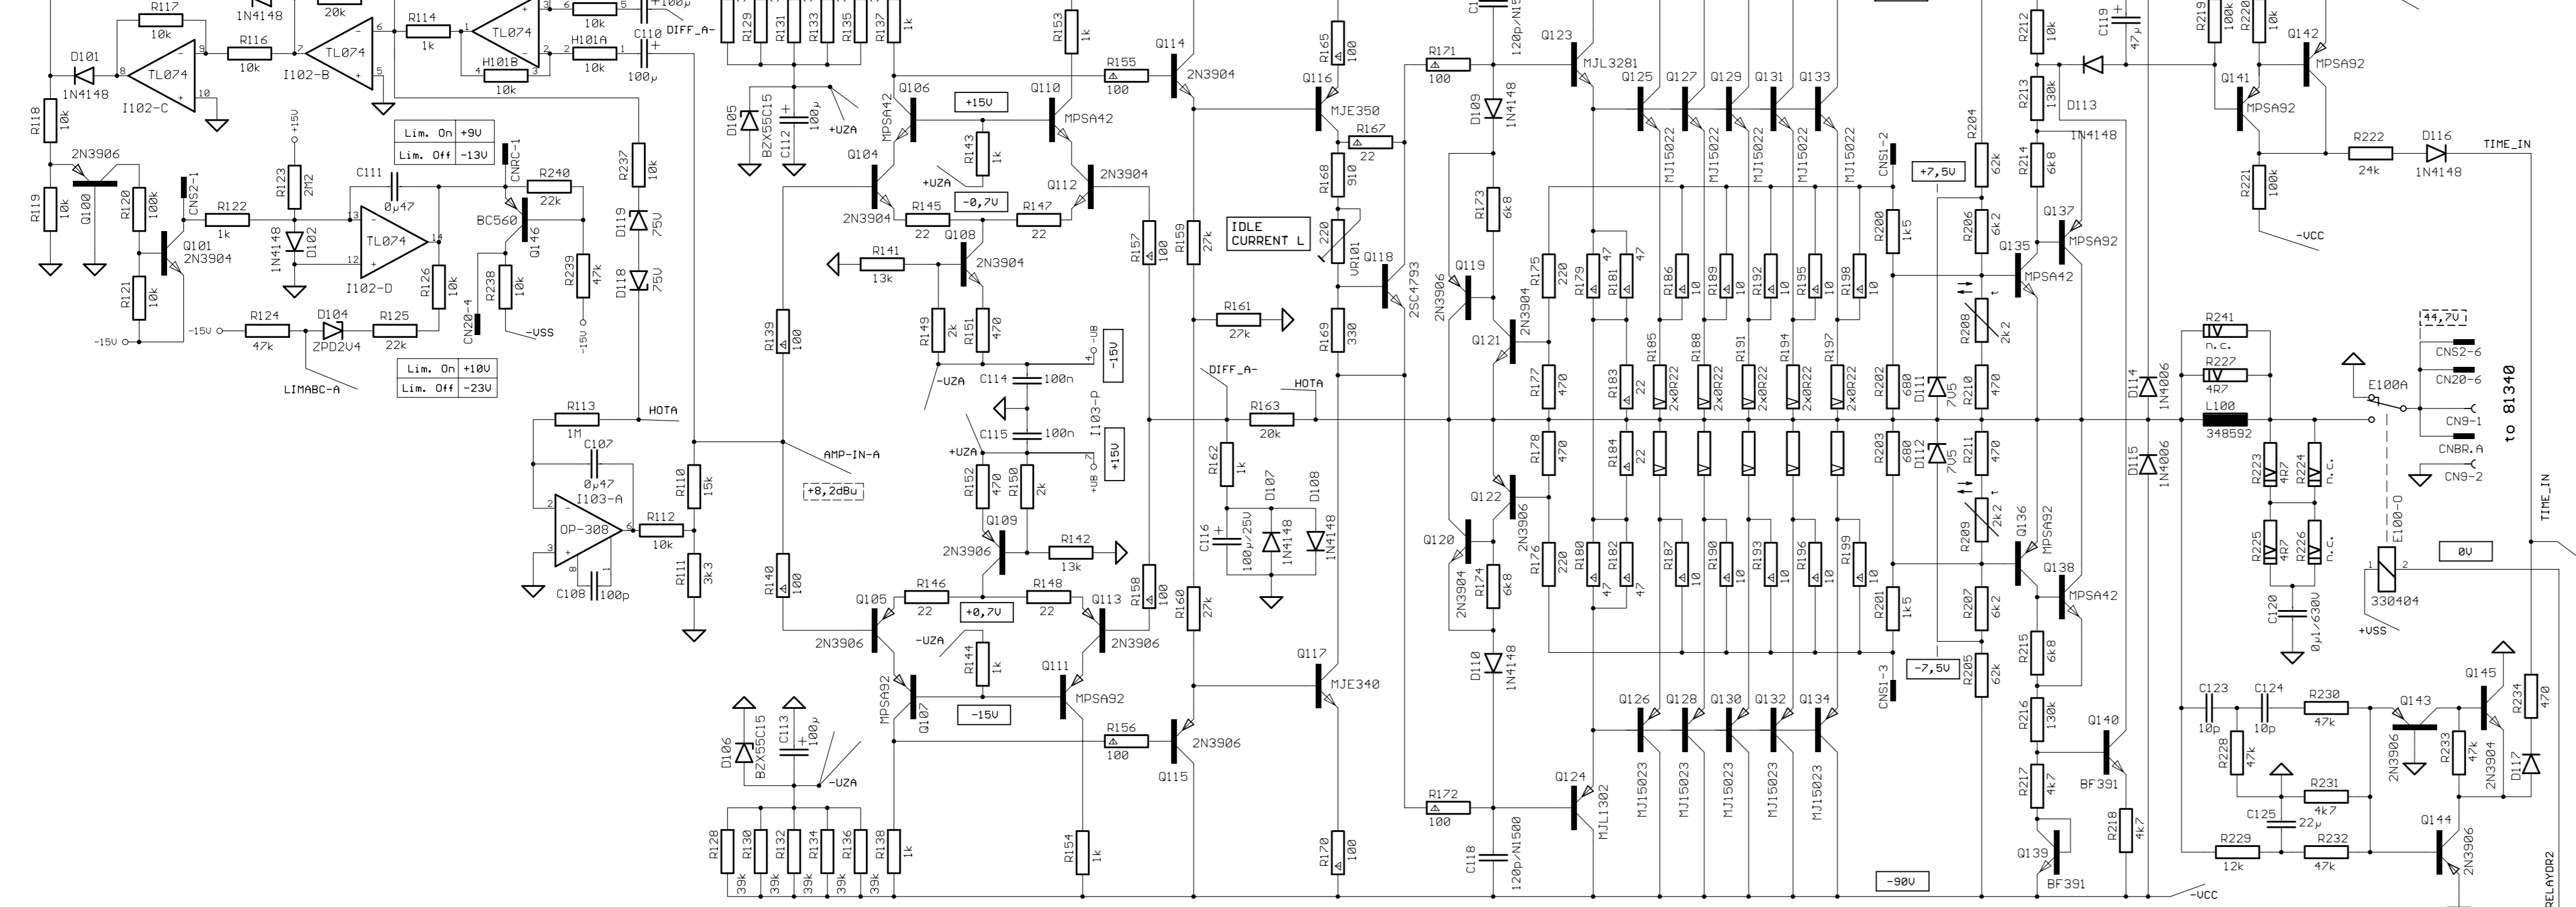 R117
10k
1N4148
20k
R114
1k
TL074
10k
H101A
10k
H101B
10k
100µ
C110
100µ
DIFF_A-
D101
1N4148
TL074
I102-C
R116
10k
TL074
I102-B
R118
10k
R119
10k
2N3906
Q100
R120
100k
R121
10k
CNS2-1
Q101
2N3904
-15V
R122
1k
+15V
R123
2M2
1N4148
D102
C111
0µ47
TL074
I102-D
Lim. On +9V
Lim. Off -13V
CNRC-1
R240
22k
BC560
Q146
R126
10k
R238
10k
R239
47k
CN20-4
-VSS
-15V
-15V
R124
47k
D104
ZPD2V4
R125
22k
LIMABC-A
Lim. On +10V
Lim. Off -23V
R237
10k
D119
75V
D118
75V
HOTA
R113
1M
C107
0µ47
I103-A
OP-308
C108
100p
R112
10k
R110
15k
R111
3k3
AMP-IN-A
+8,2dBu
R129
R131
R133
R135
R137
1k
D105
BZX55C15
C112
100µ
+UZA
Q106
MPSA42
+15V
Q110
MPSA42
R153
1k
R143
1k
+UZA
Q104
2N3904
-0,7V
Q112
2N3904
R145
22
R147
22
Q108
2N3904
R141
13k
R149
2k
R151
470
-UZA
C114
100n
C115
100n
+UZA
-UB
-15V
I103-P
+UB
+15V
R139
100
R140
100
R152
470
R150
2k
Q109
2N3906
R142
13k
R146
22
R148
22
+0,7V
Q105
2N3906
Q113
2N3906
-UZA
R144
1k
MPSA92
Q107
-15V
Q111
MPSA92
D106
BZX55C15
C113
100µ
-UZA
R128
39k
R130
39k
R132
39k
R134
39k
R136
39k
R138
1k
R154
1k
R155
100
Q114
2N3904
R156
100
Q115
2N3906
R157
100
R158
100
R159
27k
R160
27k
R161
27k
DIFF_A-
HOTA
R163
20k
R162
1k
C116
100µ/25V
D107
1N4148
D108
1N4148
R165
100
Q116
MJE350
R167
22
R168
910
IDLE
CURRENT L
220
VR101
R169
330
Q118
2SC4793
Q117
MJE340
R170
100
120p/N15
R171
100
Q123
MJL3281
D109
1N4148
R173
6k8
Q119
2N3906
Q121
2N3904
Q122
2N3906
Q120
2N3904
R174
6k8
D110
1N4148
R172
100
C118
120p/N1500
Q124
MJL1302
R175
220
R177
470
R178
470
R176
220
R179
47
R181
47
R183
22
R184
22
R180
47
R182
47
Q125
MJ15022
Q127
MJ15022
Q129
MJ15022
Q131
MJ15022
Q133
MJ15022
R186
10
R189
10
R192
10
R195
10
R198
10
R185
2x0R22
R188
2x0R22
R191
2x0R22
R194
2x0R22
R197
2x0R22
R187
10
R190
10
R193
10
R196
10
R199
10
Q126
MJ15023
Q128
MJ15023
Q130
MJ15023
Q132
MJ15023
Q134
MJ15023
CNS1-2
R200
1k5
R202
680
R203
680
R201
1k5
CNS1-3
-90V
+7,5V
D111
7V5
D112
7V5
-7,5V
R204
62k
R206
6k2
R208
2k2
t
R210
470
R211
470
R209
2k2
t
R207
6k2
R205
62k
R212
10k
R213
130k
R214
6k8
D113
1N4148
Q137
MPSA92
Q135
MPSA42
Q136
MPSA92
Q138
MPSA42
R215
6k8
R216
130k
R217
4k7
Q139
BF391
Q140
BF391
R218
4k7
-VCC
C119
47µ
R219
100k
R220
10k
Q142
MPSA92
Q141
MPSA92
R221
100k
-VCC
R222
24k
D116
1N4148
TIME_IN
D114
1N4006
D115
1N4006
R241
n.c.
R227
4R7
L100
348592
R223
4R7
R224
n.c.
R225
4R7
R226
n.c.
C120
0µ1/630V
44,7V
CNS2-6
CN20-6
E100A
CN9-1
CNBR.A
CN9-2
to 81340
E100-O
330404
+VSS
0V
TIME_IN
C123
10p
C124
10p
R230
47k
R228
47k
R231
4k7
C125
22µ
R229
12k
R232
47k
Q143
2N3906
R233
47k
Q145
2N3904
R234
470
D117
Q144
2N3906
RELAYDR2